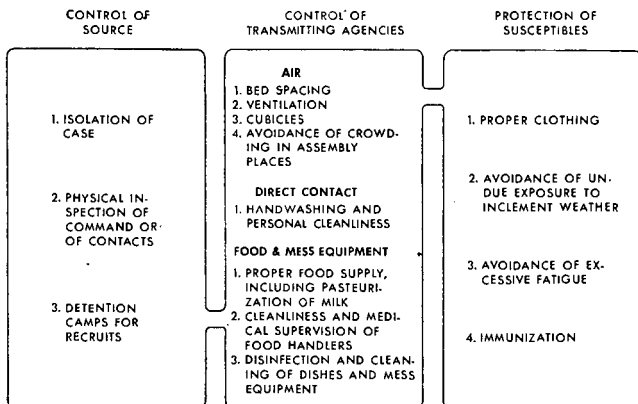 CONTROL OF
SOURCE
1. ISOLATION OF
CASE
2. PHYSICAL IN-
SPECTION OF
COMMAND OR
OF CONTACTS
3. DETENTION
CAMPS FOR
RECRUITS
CONTROL OF
TRANSMITTING AGENCIES
AIR
1. BED SPACING
2. VENTILATION
3. CUBICLES
4. AVOIDANCE OF CROWD-
ING IN ASSEMBLY
PLACES
DIRECT CONTACT
1. HANDWASHING AND
PERSONAL CLEANLINESS
FOOD & MESS EQUIPMENT
1. PROPER FOOD SUPPLY,
INCLUDING PASTEURI-
ZATION OF MILK
2. CLEANLINESS AND MEDI-
CAL SUPERVISION OF
FOOD HANDLERS
3. DISINFECTION AND CLEAN-
ING OF DISHES AND MESS
EQUIPMENT
PROTECTION OF
SUSCEPTIBLES
1. PROPER CLOTHING
2. AVOIDANCE OF UN-
DUE EXPOSURE TO
INCLEMENT WEATHER
3. AVOIDANCE OF EX-
CESSIVE FATIGUE
4. IMMUNIZATION